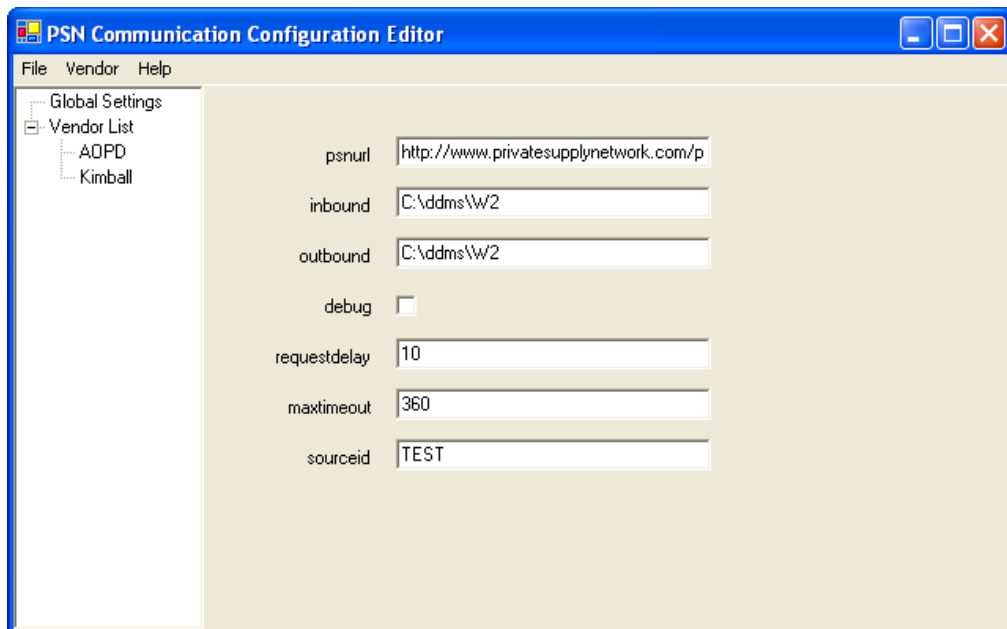 PSN Communication Configuration Editor
File Vendor Help
Global Settings
Vendor List
AOPD
Kimball
psnurl http://www.privatesupplynetwork.com/p
inbound C:\ddms\W2
outbound C:\ddms\W2
debug
requestdelay 10
maxtimeout 360
sourceid TEST